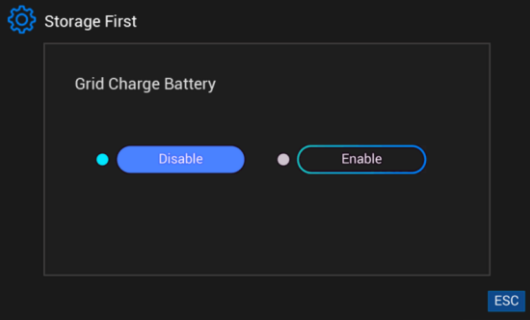 Storage First
Grid Charge Battery
Disable
Enable
ESC